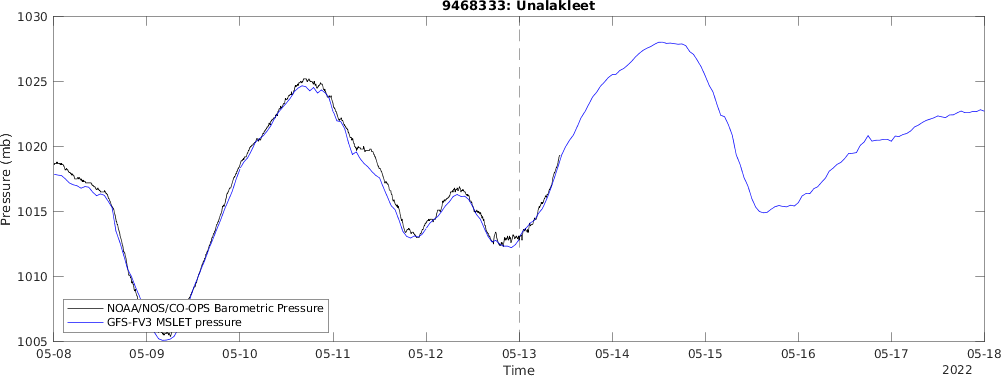 9468333: Unalakleet
1030
1025
1020
1015
1010
1005
Pressure (mb)
NOAA/NOS/CO-OPS Barometric Pressure
GFS-FV3 MSLET pressure
05-08 05-09 05-10 05-11 05-12 05-13 05-14 05-15 05-16 05-17 05-18
Time
2022